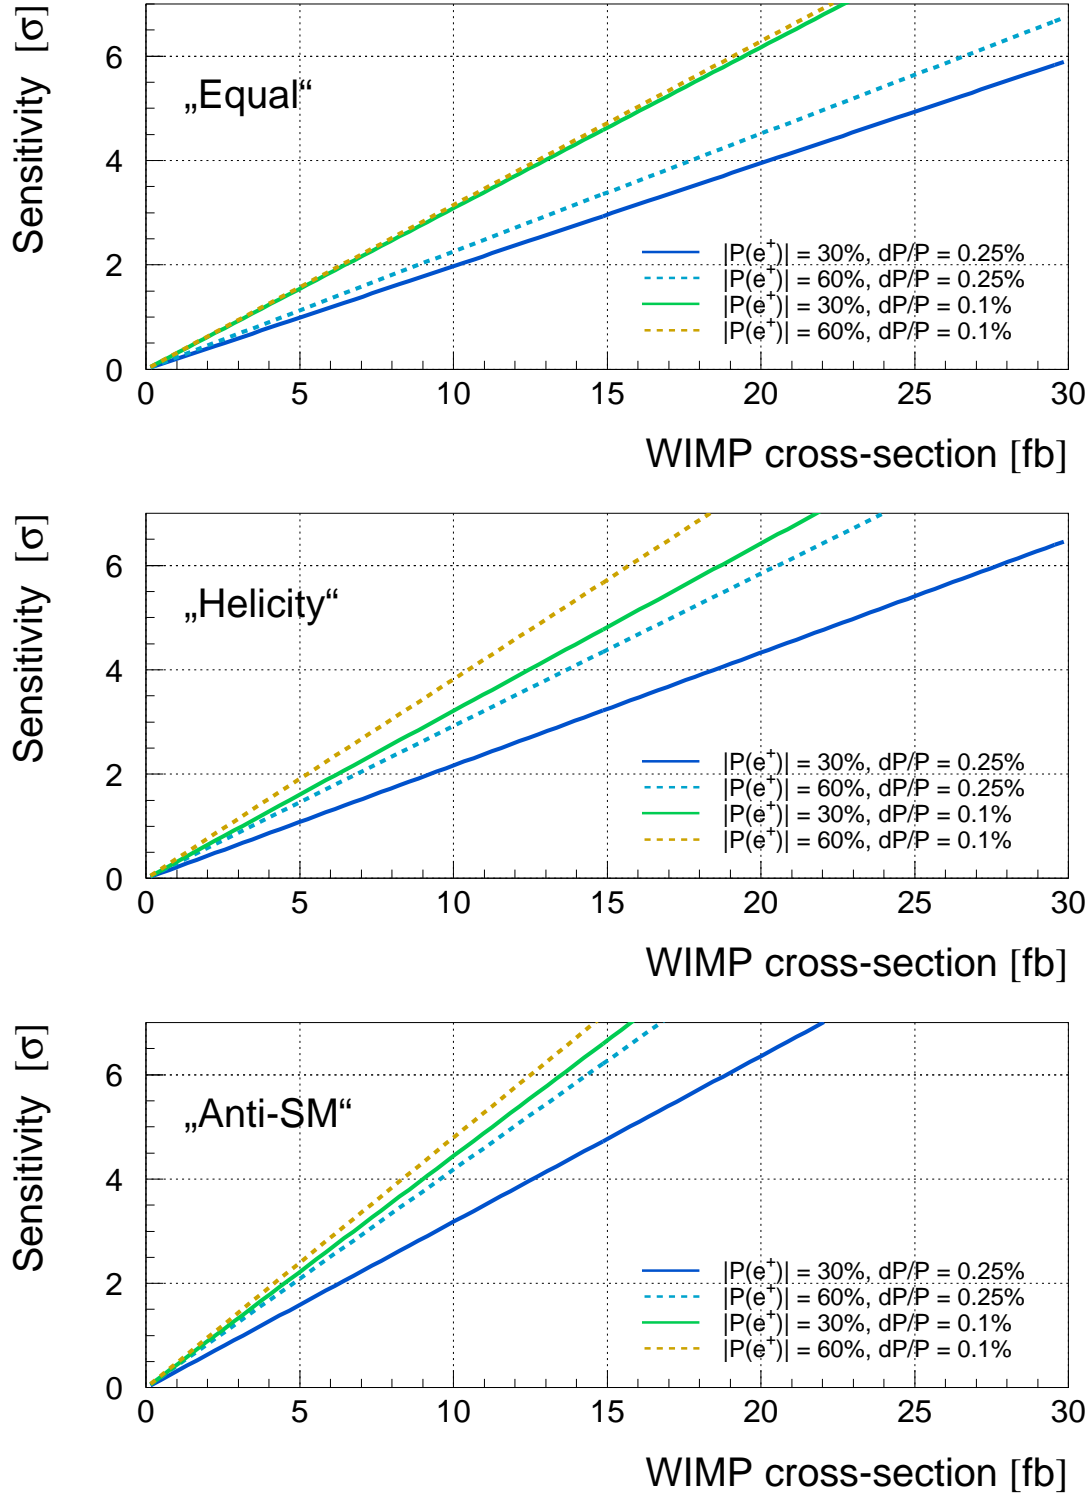 Sensitivity [σ]
6
„Equal“
4
|P(e⁺)| = 30%, dP/P = 0.25%
2
|P(e⁺)| = 60%, dP/P = 0.25%
|P(e⁺)| = 30%, dP/P = 0.1%
|P(e⁺)| = 60%, dP/P = 0.1%
0
0 5 10 15 20 25 30
WIMP cross-section [fb]
Sensitivity [σ]
6
„Helicity“
4
|P(e⁺)| = 30%, dP/P = 0.25%
2
|P(e⁺)| = 60%, dP/P = 0.25%
|P(e⁺)| = 30%, dP/P = 0.1%
|P(e⁺)| = 60%, dP/P = 0.1%
0
0 5 10 15 20 25 30
WIMP cross-section [fb]
Sensitivity [σ]
6
„Anti-SM“
4
|P(e⁺)| = 30%, dP/P = 0.25%
2
|P(e⁺)| = 60%, dP/P = 0.25%
|P(e⁺)| = 30%, dP/P = 0.1%
|P(e⁺)| = 60%, dP/P = 0.1%
0
0 5 10 15 20 25 30
WIMP cross-section [fb]